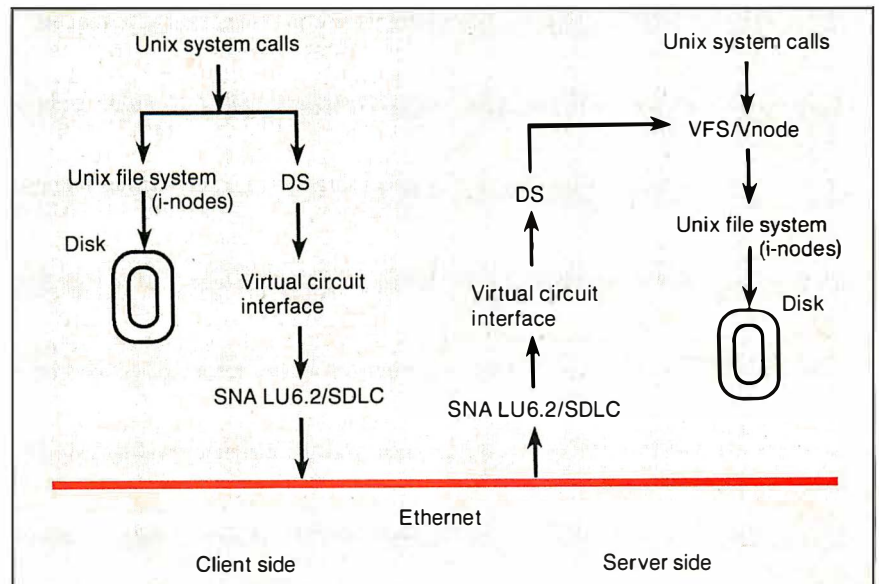 Unix system calls
Unix file system
(i-nodes)
DS
Disk
Virtual circuit
interface
SNA LU6.2/SDLC
Unix system calls
VFS/Vnode
DS
Unix file system
(i-nodes)
Virtual circuit
interface
Disk
SNA LU6.2/SDLC
Ethernet
Client side
Server side